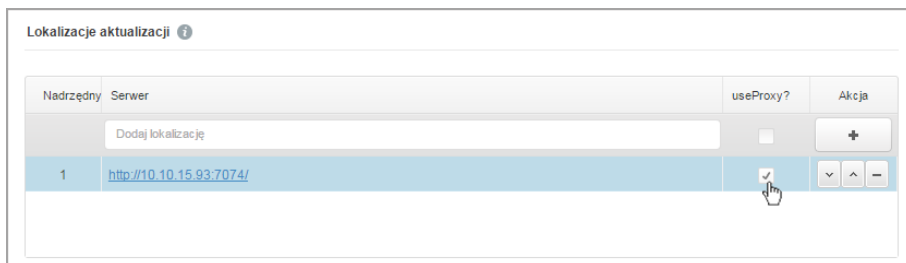 Lokalizacje aktualizacji
Nadrzędny Serwer useProxy? Akcja
Dodaj lokalizację
1 http://10.10.15.93:7074/